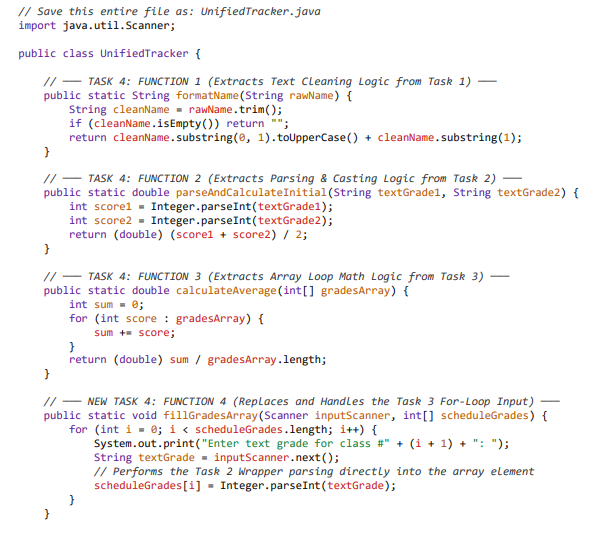 // Save this entire file as: UnifiedTracker.java
import java.util.Scanner;
public class UnifiedTracker {
// —— TASK 4: FUNCTION 1 (Extracts Text Cleaning Logic from Task 1) ——
public static String formatName(String rawName) {
String cleanName = rawName.trim();
if (cleanName.isEmpty()) return "";
return cleanName.substring(0, 1).toUpperCase() + cleanName.substring(1);
}
// —— TASK 4: FUNCTION 2 (Extracts Parsing & Casting Logic from Task 2) ——
public static double parseAndCalculateInitial(String textGrade1, String textGrade2) {
int score1 = Integer.parseInt(textGrade1);
int score2 = Integer.parseInt(textGrade2);
return (double) (score1 + score2) / 2;
}
// —— TASK 4: FUNCTION 3 (Extracts Array Loop Math Logic from Task 3) ——
public static double calculateAverage(int[] gradesArray) {
int sum = 0;
for (int score : gradesArray) {
sum += score;
}
return (double) sum / gradesArray.length;
}
// —— NEW TASK 4: FUNCTION 4 (Replaces and Handles the Task 3 For-Loop Input) ——
public static void fillGradesArray(Scanner inputScanner, int[] scheduleGrades) {
for (int i = 0; i < scheduleGrades.length; i++) {
System.out.print("Enter text grade for class #" + (i + 1) + ": ");
String textGrade = inputScanner.next();
// Performs the Task 2 Wrapper parsing directly into the array element
scheduleGrades[i] = Integer.parseInt(textGrade);
}
}